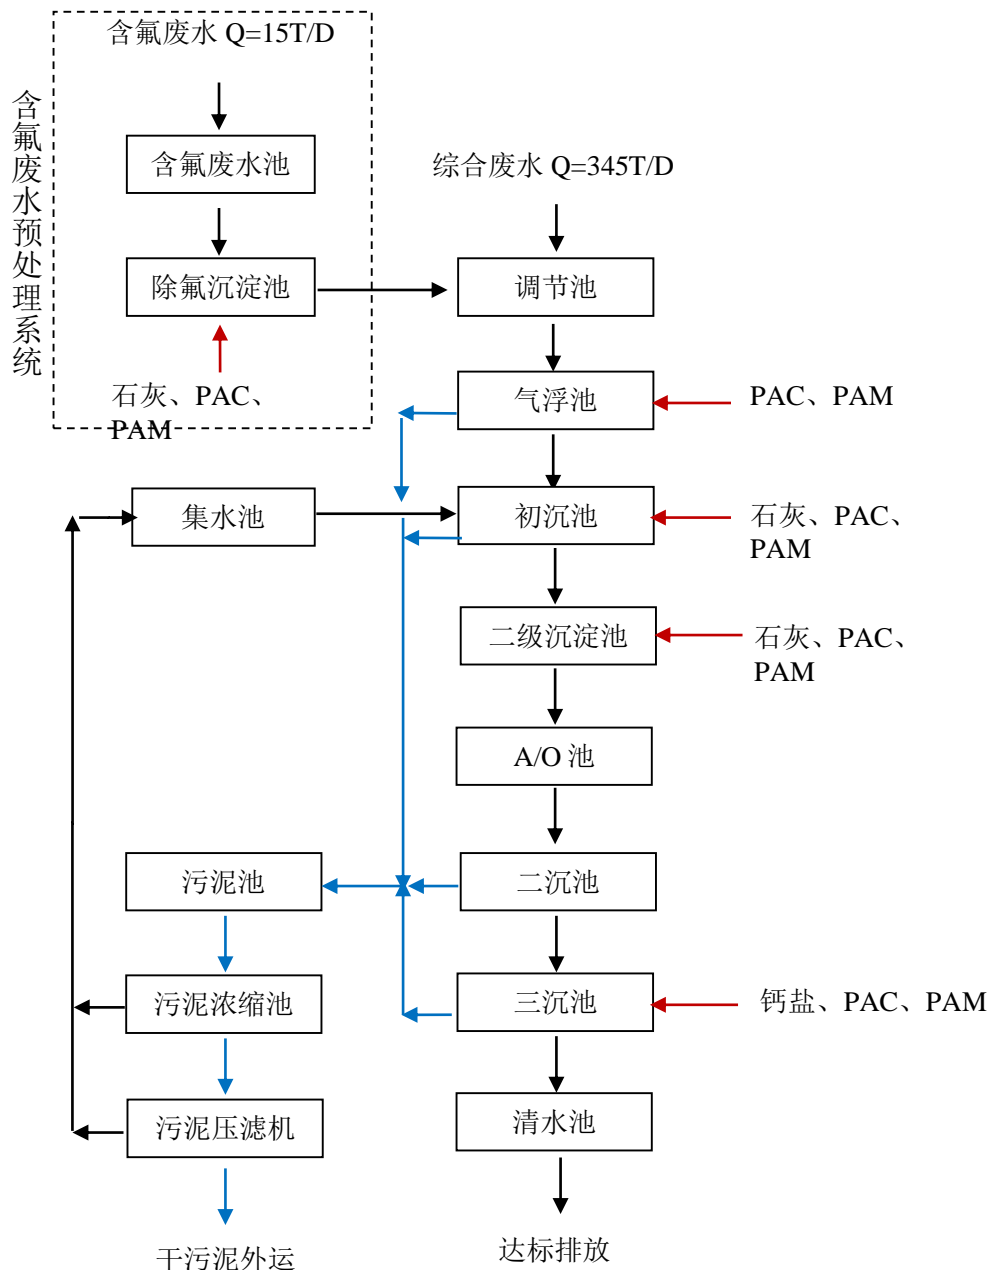 含氟废水 Q=15T/D
含氟废水预处理系统
含氟废水池
综合废水 Q=345T/D
除氟沉淀池
调节池
石灰、PAC、
PAM
气浮池
PAC、PAM
集水池
初沉池
石灰、PAC、
PAM
二级沉淀池
石灰、PAC、
PAM
A/O 池
污泥池
二沉池
污泥浓缩池
三沉池
钙盐、PAC、PAM
污泥压滤机
清水池
干污泥外运
达标排放